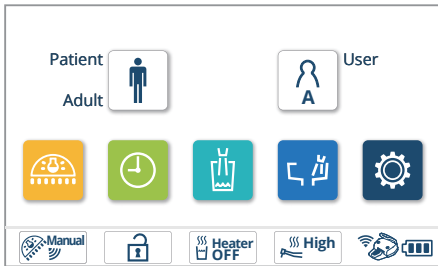 Patient
User
Adult
A
Manual
Heater
OFF
High